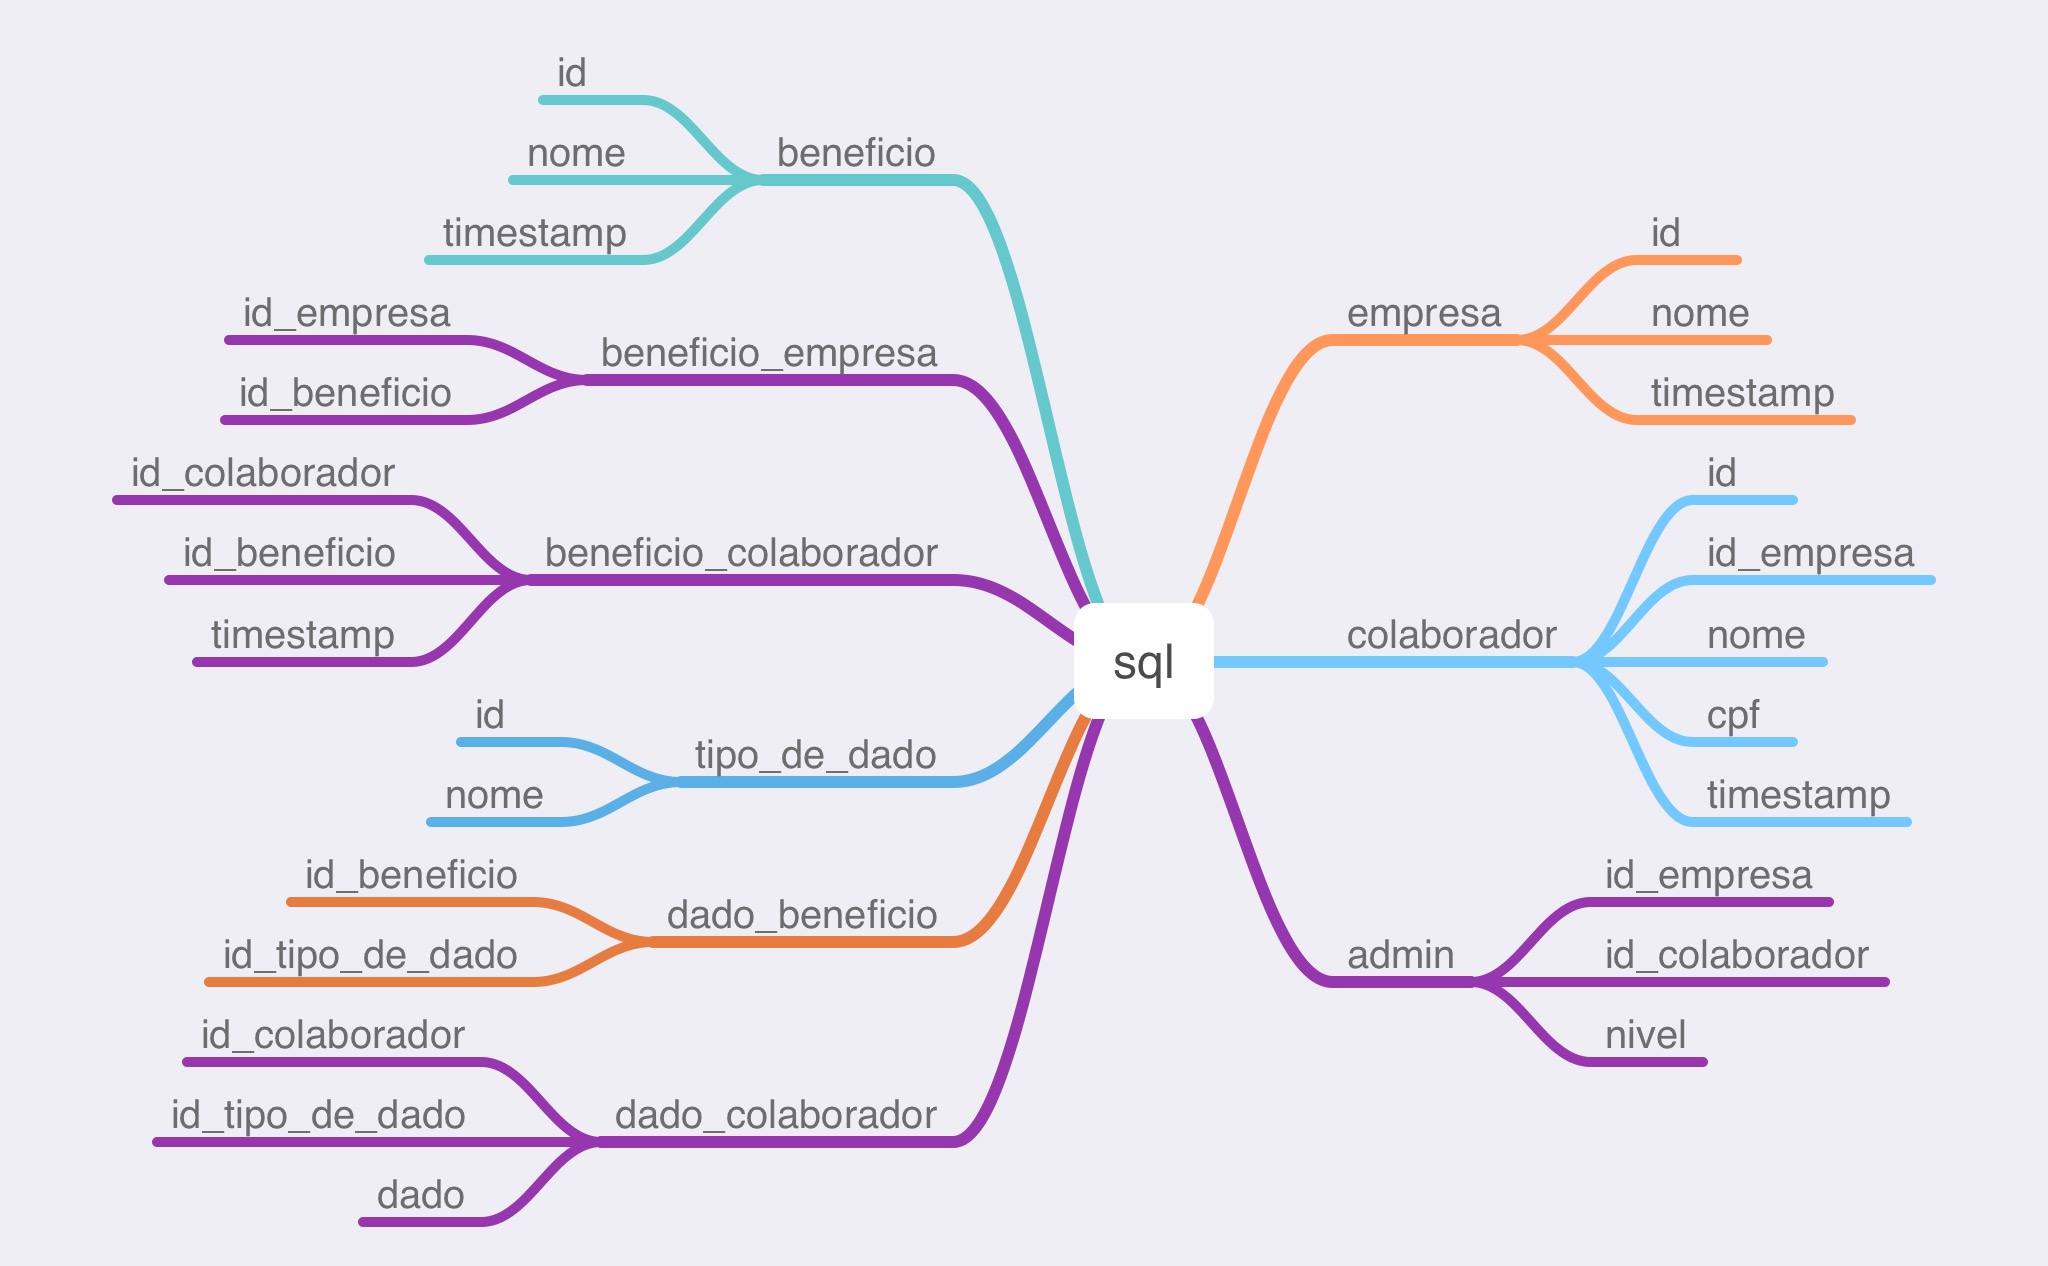 sql
beneficio
id
nome
timestamp
beneficio_empresa
id_empresa
id_beneficio
beneficio_colaborador
id_colaborador
id_beneficio
timestamp
tipo_de_dado
id
nome
dado_beneficio
id_beneficio
id_tipo_de_dado
dado_colaborador
id_colaborador
id_tipo_de_dado
dado
empresa
id
nome
timestamp
colaborador
id
id_empresa
nome
cpf
timestamp
admin
id_empresa
id_colaborador
nivel